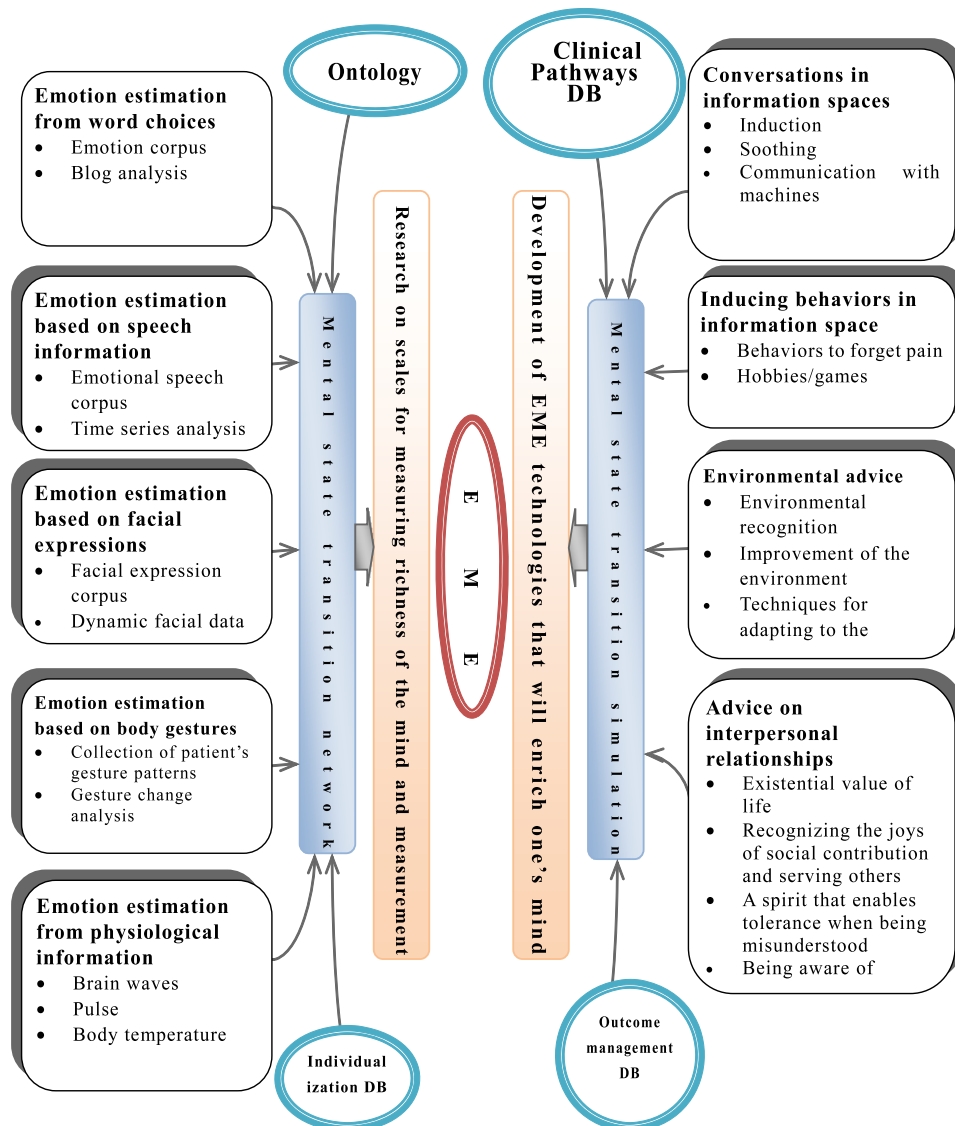 Ontology
Clinical
Pathways
DB
Emotion estimation
from word choices
• Emotion corpus
• Blog analysis
Emotion estimation
based on speech
information
• Emotional speech
corpus
• Time series analysis
Emotion estimation
based on facial
expressions
• Facial expression
corpus
• Dynamic facial data
Emotion estimation
based on body gestures
• Collection of patient’s
gesture patterns
• Gesture change
analysis
Emotion estimation
from physiological
information
• Brain waves
• Pulse
• Body temperature
Mental state transition network
Research on scales for measuring richness of the mind and measurement
E M E
Development of EME technologies that will enrich one’s mind
Mental state transition simulation
Conversations in
information spaces
• Induction
• Soothing
• Communication with
machines
Inducing behaviors in
information space
• Behaviors to forget pain
• Hobbies/games
Environmental advice
• Environmental
recognition
• Improvement of the
environment
• Techniques for
adapting to the
Advice on
interpersonal
relationships
• Existential value of
life
• Recognizing the joys
of social contribution
and serving others
• A spirit that enables
tolerance when being
misunderstood
• Being aware of
Individual
ization DB
Outcome
management
DB